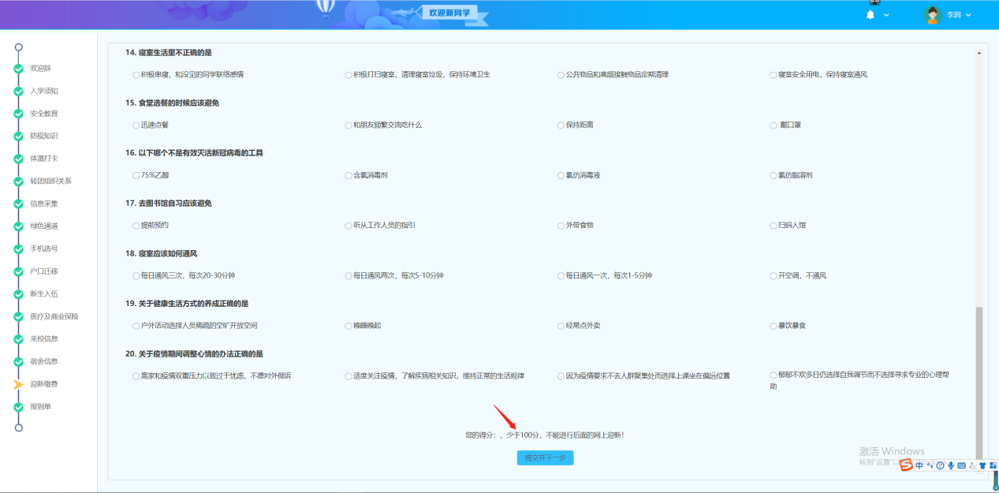 欢迎新同学
李润
欢迎辞
入学须知
安全教育
防疫知识
体温打卡
转团组织关系
信息采集
绿色通道
手机选号
户口迁移
新生入伍
医疗及商业保险
来校信息
宿舍信息
迎新缴费
报到单
14. 寝室生活里不正确的是
积极串寝，和没见的同学联络感情 积极打扫寝室，清理寝室垃圾，保持环境卫生 公共物品和高频接触物品定期清理 寝室安全用电，保持寝室通风
15. 食堂选餐的时候应该避免
迅速点餐 和朋友频繁交流吃什么 保持距离 戴口罩
16. 以下哪个不是有效灭活新冠病毒的工具
75%乙醇 含氯消毒剂 氯仿消毒液 氯仿脂溶剂
17. 去图书馆自习应该避免
提前预约 听从工作人员的指引 外带食物 扫码入馆
18. 寝室应该如何通风
每日通风三次，每次20-30分钟 每日通风两次，每次5-10分钟 每日通风一次，每次1-5分钟 开空调，不通风
19. 关于健康生活方式的养成正确的是
户外活动选择人员稀疏的空旷开放空间 晚睡晚起 经常点外卖 暴饮暴食
20. 关于疫情期间调整心情的办法正确的是
离家和疫情双重压力以致过于忧虑，不愿对外倾诉 适度关注疫情，了解疾病相关知识，维持正常的生活规律 因为疫情要求不去人群聚集处而选择上课坐在偏远位置 郁郁不欢多日仍选择自我调节而不选择寻求专业的心理帮
助
您的得分：，少于100分，不能进行后面的网上迎新！
提交并下一步
激活 Windows
转到"设置"以激活 Windows。
中